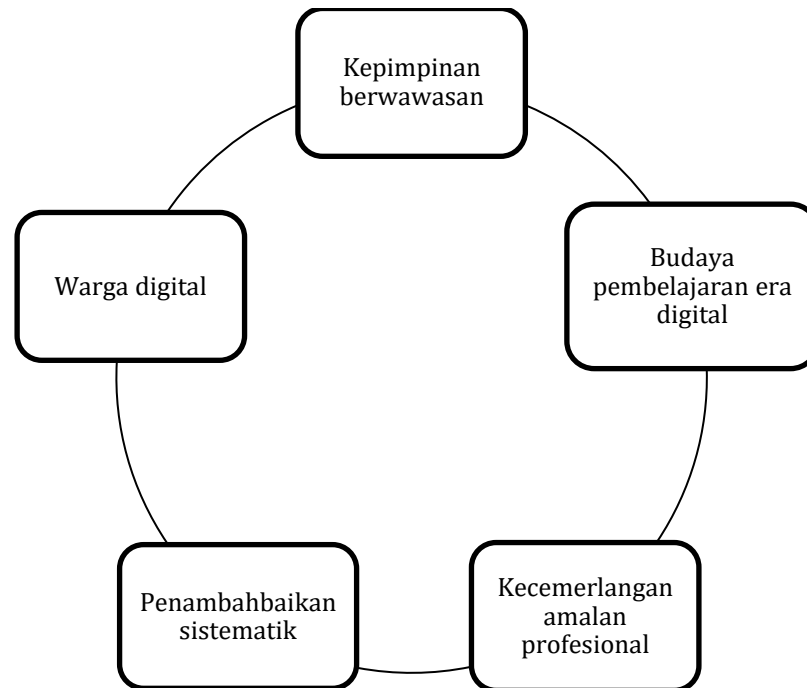 Kepimpinan
berwawasan
Budaya
pembelajaran era
digital
Kecemerlangan
amalan
profesional
Penambahbaikan
sistematik
Warga digital